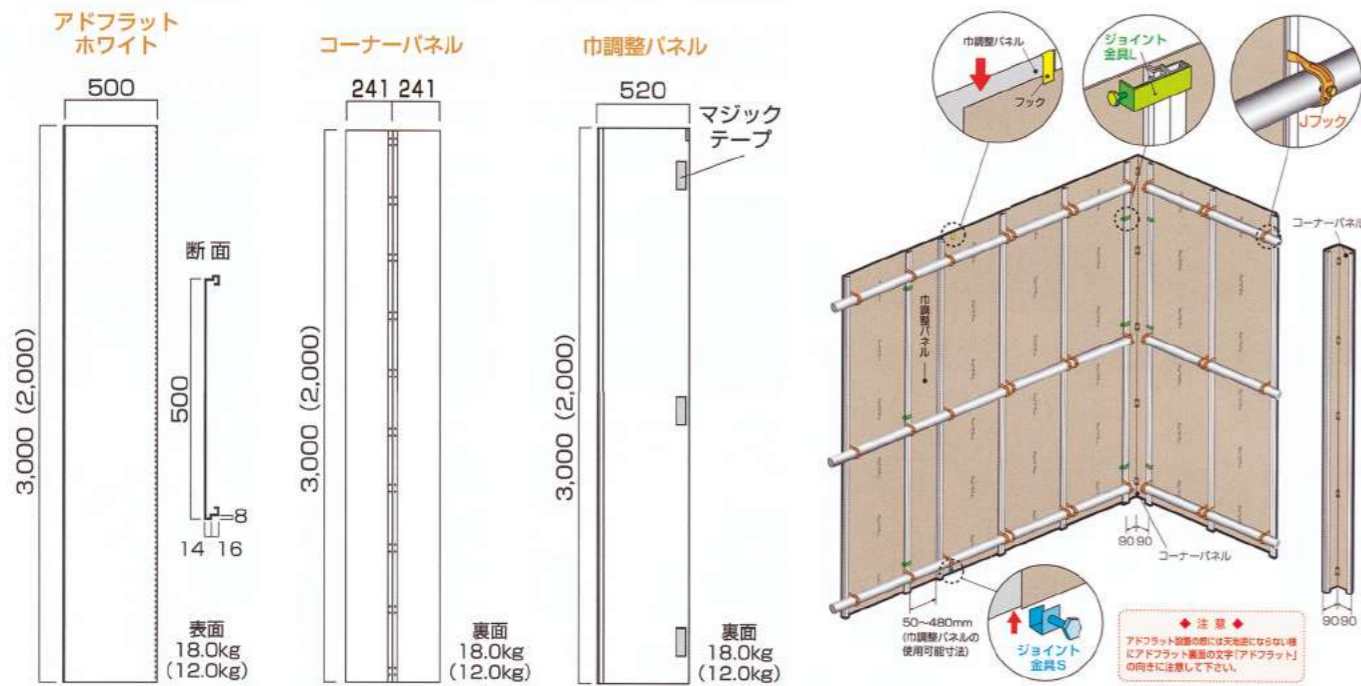 アドフラット
ホワイト
500
3,000 (2,000)
断面
500
8
14 16
表面
18.0kg
(12.0kg)
コーナーパネル
241 241
3,000 (2,000)
裏面
18.0kg
(12.0kg)
巾調整パネル
520
マジック
テープ
3,000 (2,000)
裏面
18.0kg
(12.0kg)
巾調整パネル
フック
ジョイント
金具L
Jフック
コーナーパネル
巾調整パネル
90 90
コーナーパネル
50〜480mm
(巾調整パネルの
使用可能寸法)
ジョイント
金具S
◆ 注 意 ◆
アドフラット設置の際には天地逆にならない様
にアドフラット裏面の文字「アドフラット」
の向きに注意して下さい。
90 90